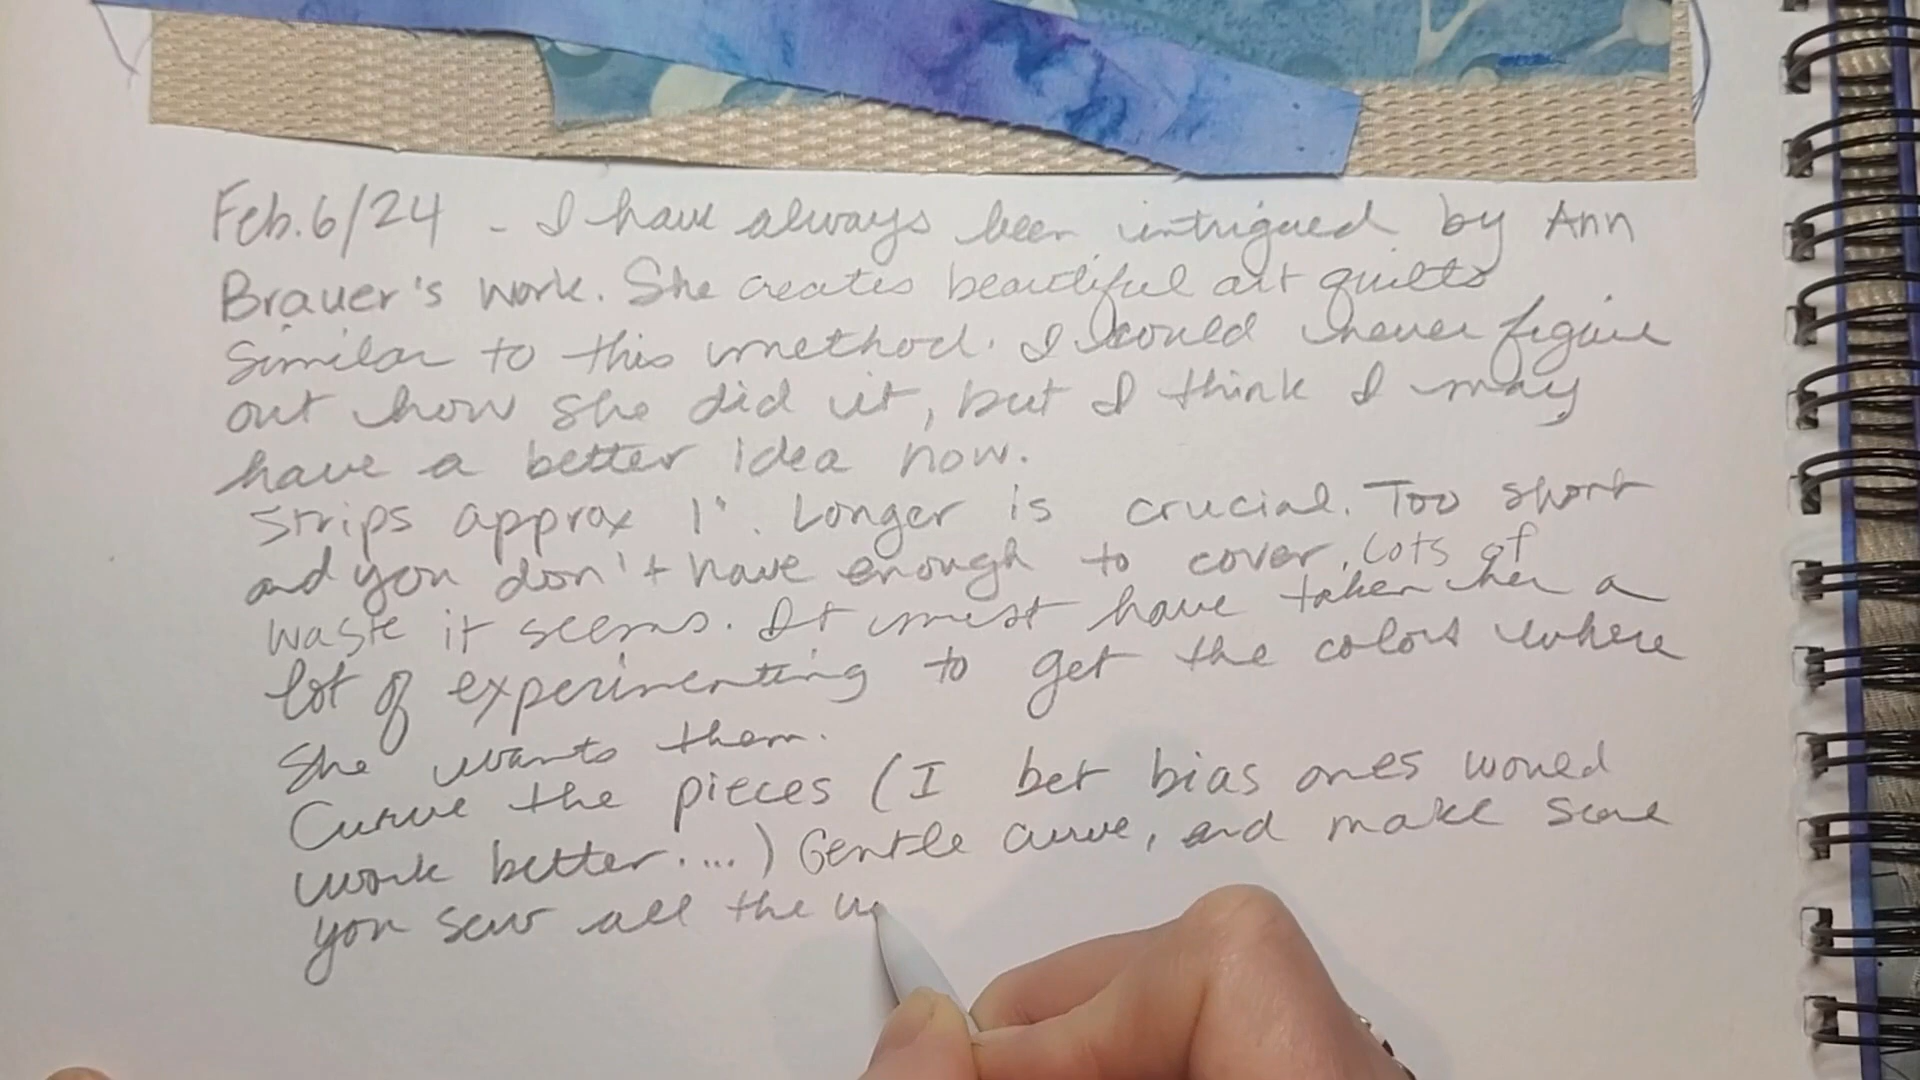 Feb. 6/24 - I have always been intrigued by Ann
Brauer's work. She creates beautiful art quilts
similar to this method. I could never figure
out how she did it, but I think I may
have a better idea now.
Strips approx 1". Longer is crucial. Too short
and you don't have enough to cover. Lots of
waste it seems. It must have taken her a
lot of experimenting to get the colors where
she wants them.
Curve the pieces (I bet bias ones would
work better....) Gentle curve, and make sure
you sew all the